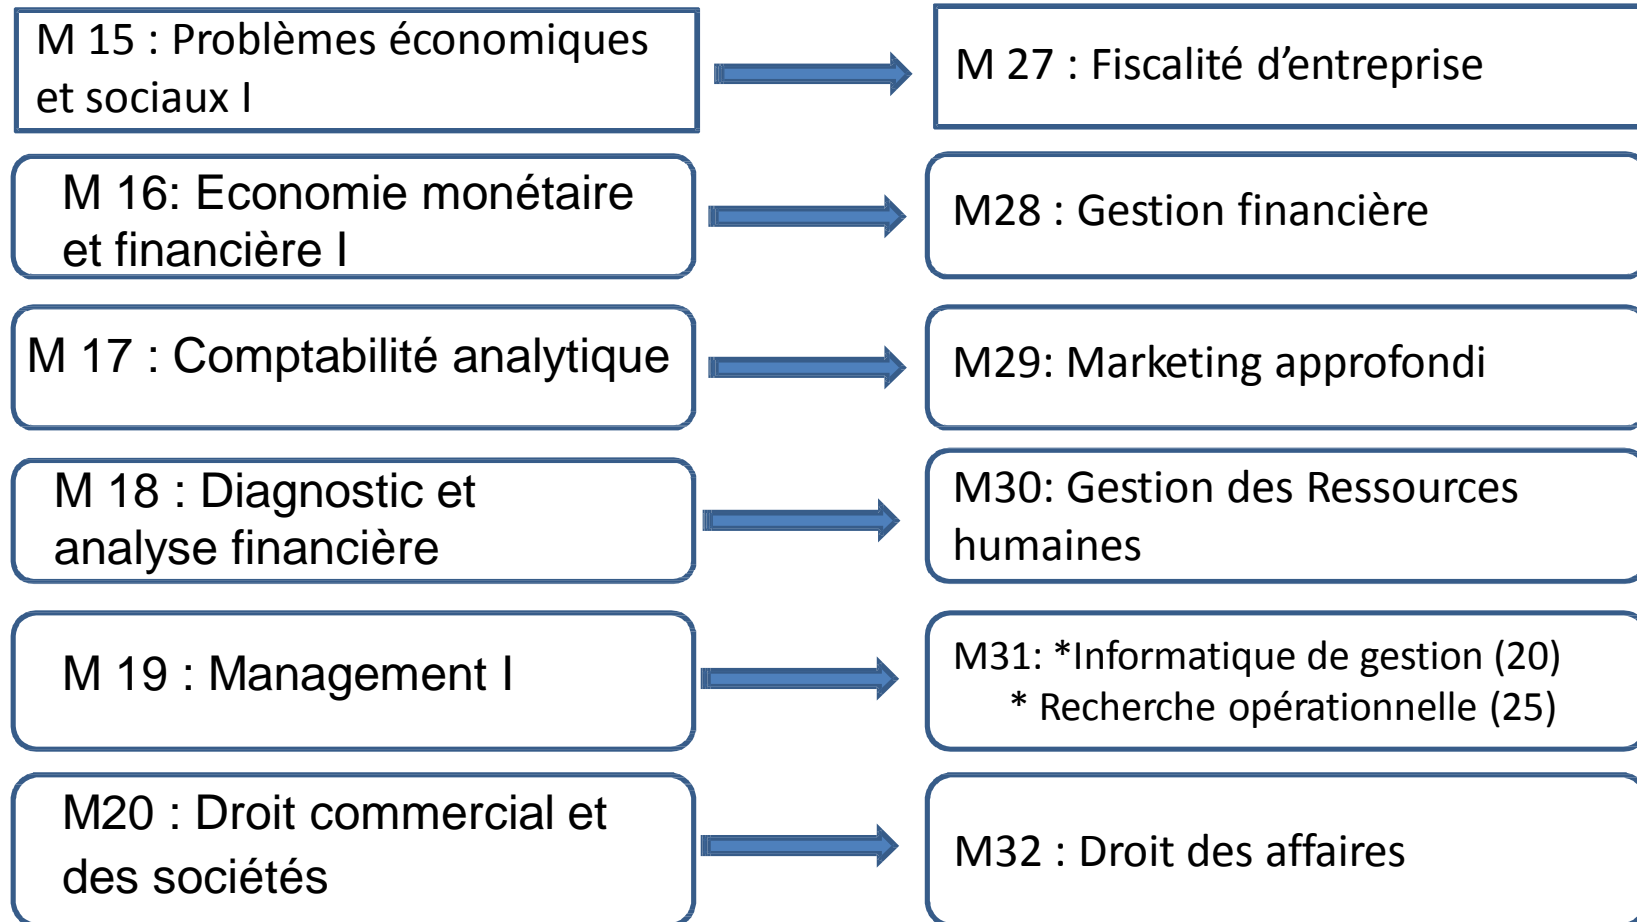 M 15 : Problèmes économiques
et sociaux I
M 27 : Fiscalité d’entreprise
M 16: Economie monétaire
et financière I
M28 : Gestion financière
M 17 : Comptabilité analytique
M29: Marketing approfondi
M 18 : Diagnostic et
analyse financière
M30: Gestion des Ressources
humaines
M 19 : Management I
M31: *Informatique de gestion (20)
* Recherche opérationnelle (25)
M20 : Droit commercial et
des sociétés
M32 : Droit des affaires